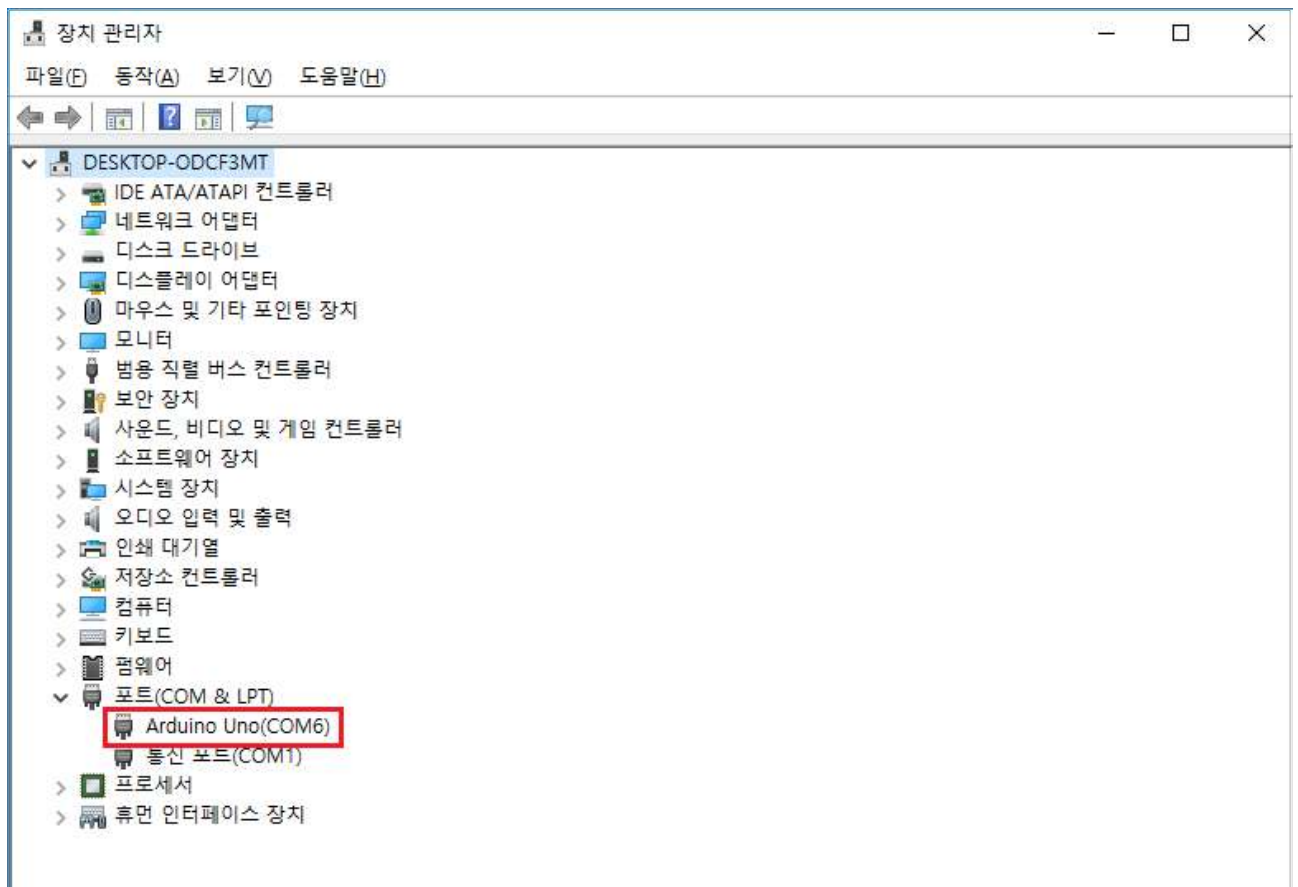 장치 관리자
파일(F) 동작(A) 보기(V) 도움말(H)
DESKTOP-ODCF3MT
IDE ATA/ATAPI 컨트롤러
네트워크 어댑터
디스크 드라이브
디스플레이 어댑터
마우스 및 기타 포인팅 장치
모니터
범용 직렬 버스 컨트롤러
보안 장치
사운드, 비디오 및 게임 컨트롤러
소프트웨어 장치
시스템 장치
오디오 입력 및 출력
인쇄 대기열
저장소 컨트롤러
컴퓨터
키보드
펌웨어
포트(COM & LPT)
Arduino Uno(COM6)
통신 포트(COM1)
프로세서
휴먼 인터페이스 장치